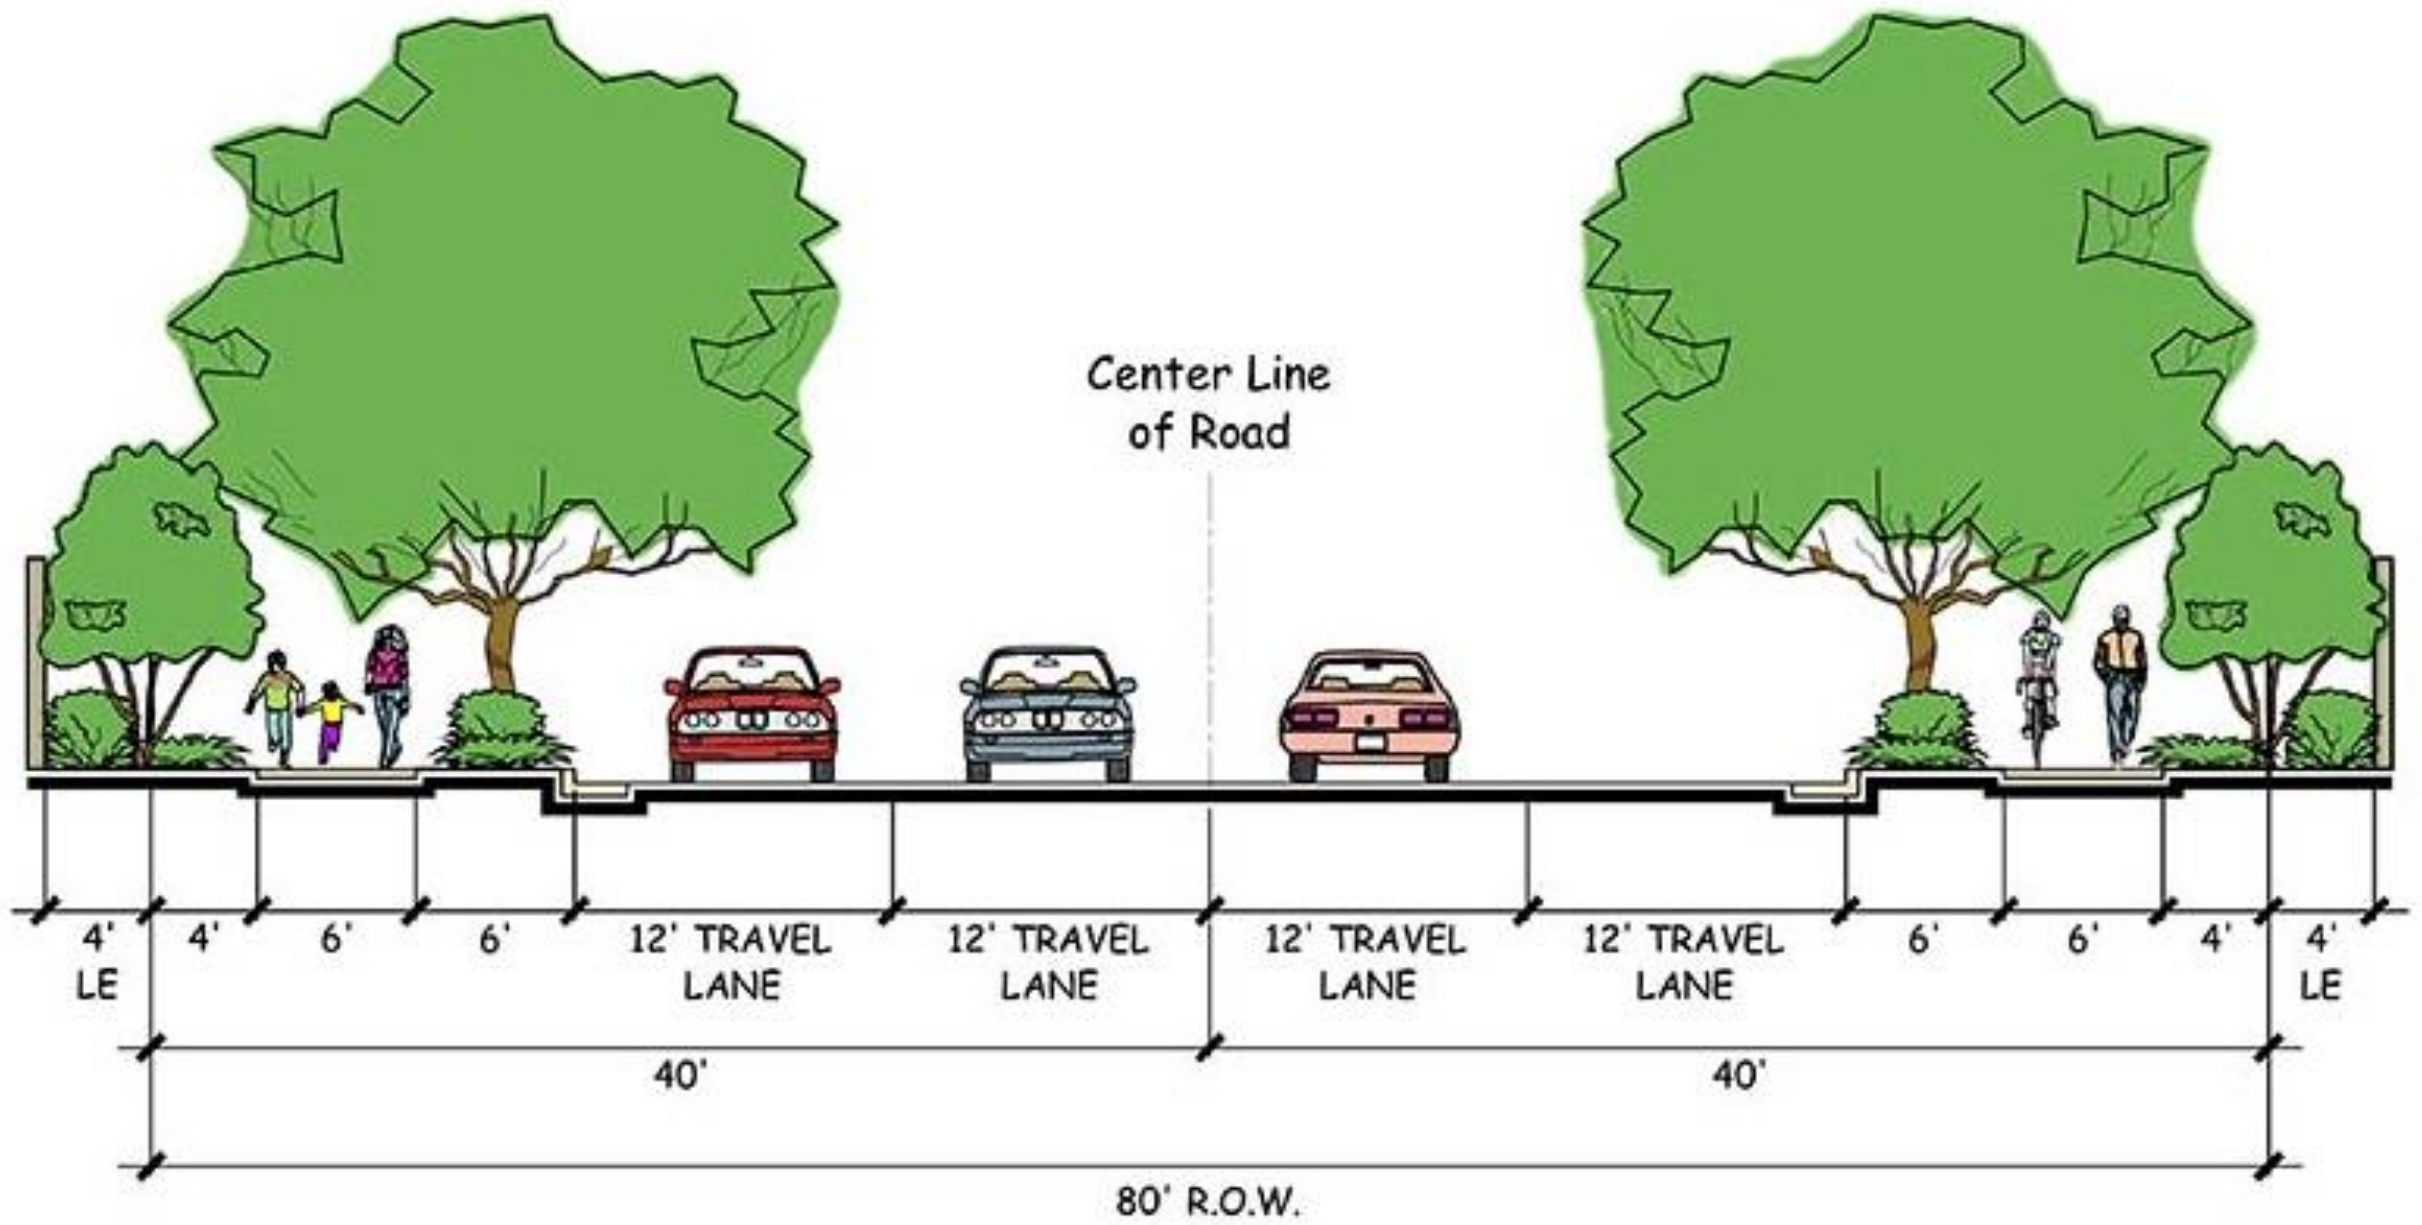 Center Line
of Road
4' 4' 6' 6' 12' TRAVEL 12' TRAVEL 12' TRAVEL 12' TRAVEL 6' 6' 4' 4'
LE LANE LANE LANE LANE LE
40' 40'
80' R.O.W.